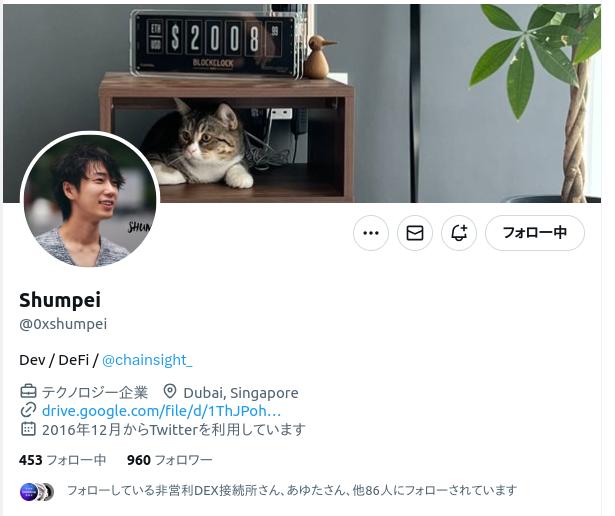 ETH
USD
$2008.99
BLOCKCLOCK
フォロー中
Shumpei
@0xshumpei
Dev / DeFi / @chainsight_
テクノロジー企業 Dubai, Singapore
drive.google.com/file/d/1ThJPoh…
2016年12月からTwitterを利用しています
453 フォロー中 960 フォロワー
フォローしている非営利DEX接続所さん、あゆたさん、他86人にフォローされています